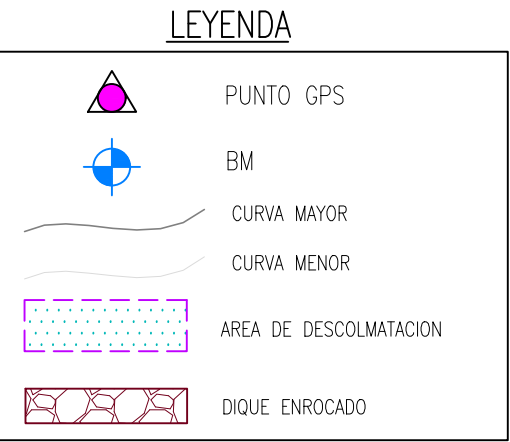 LEYENDA
PUNTO GPS
BM
CURVA MAYOR
CURVA MENOR
AREA DE DESCOLMATACION
DIQUE ENROCADO